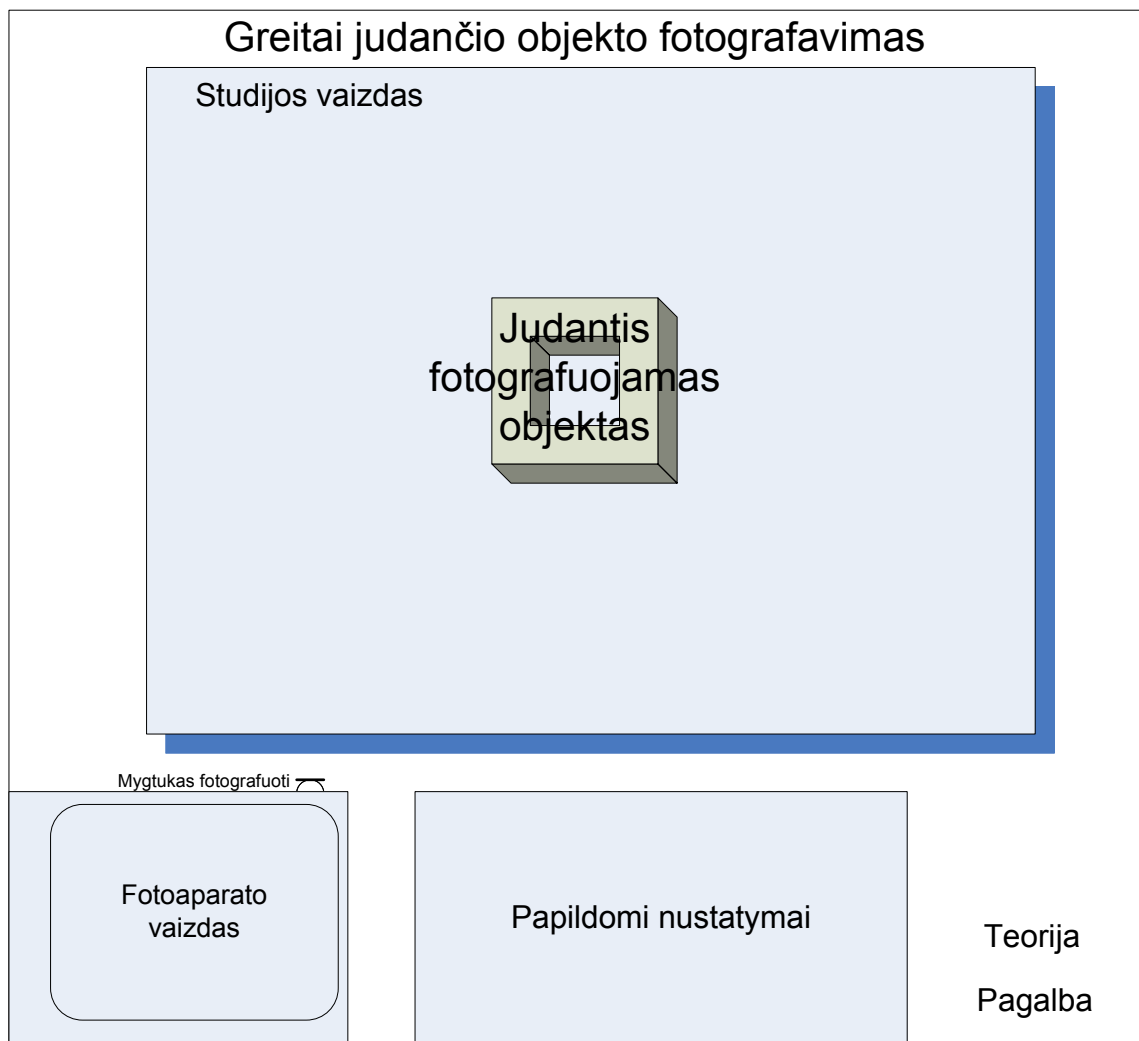 Greitai judančio objekto fotografavimas
Studijos vaizdas
Judantis
fotografuojamas
objektas
Mygtukas fotografuoti
Fotoaparato
vaizdas
Papildomi nustatymai
Teorija
Pagalba